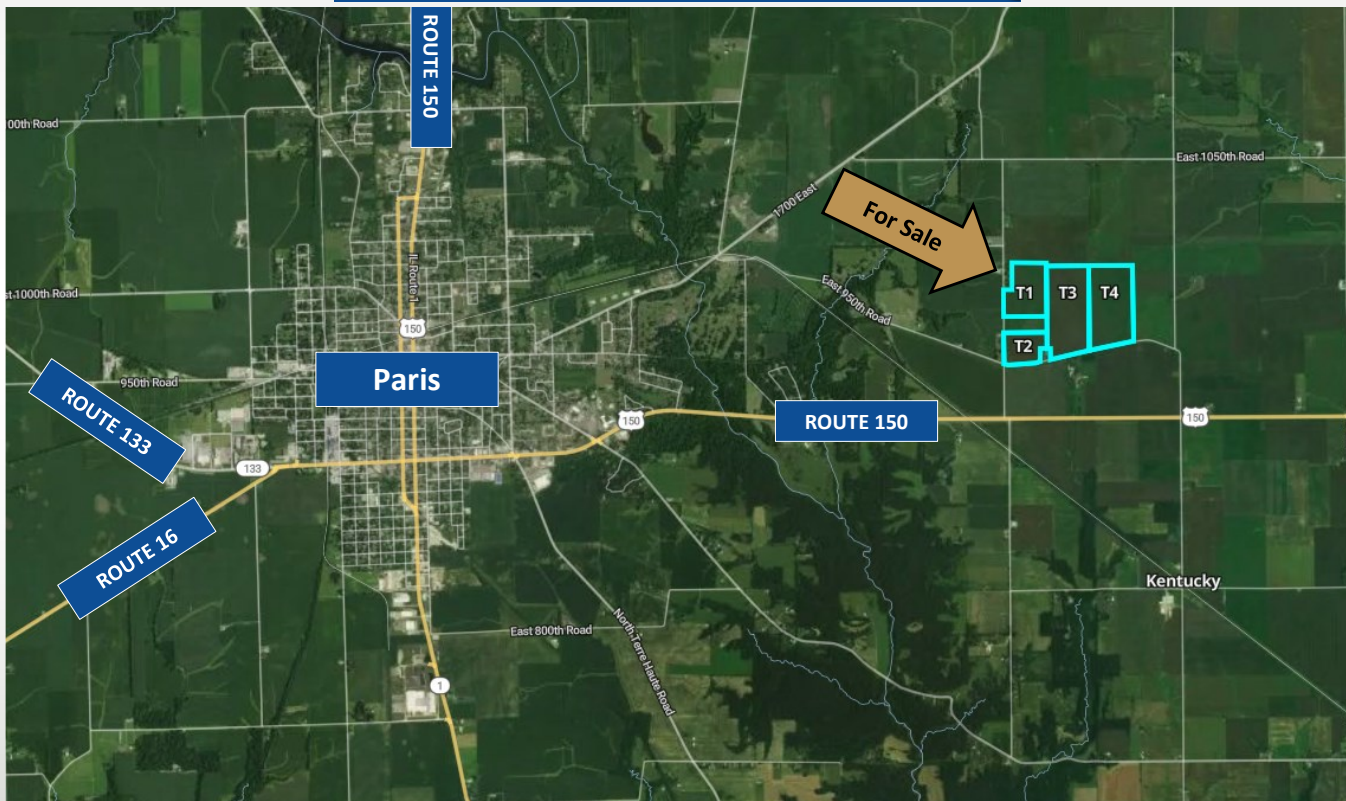 ROUTE 150
00th Road
East 1050th Road
1700 East
For Sale
IL Route 1
st 1000th Road
East 950th Road
T1
T3
T4
150
T2
Paris
950th Road
ROUTE 133
150
ROUTE 150
150
133
ROUTE 16
Kentucky
East 800th Road
North Terre Haute Road
1